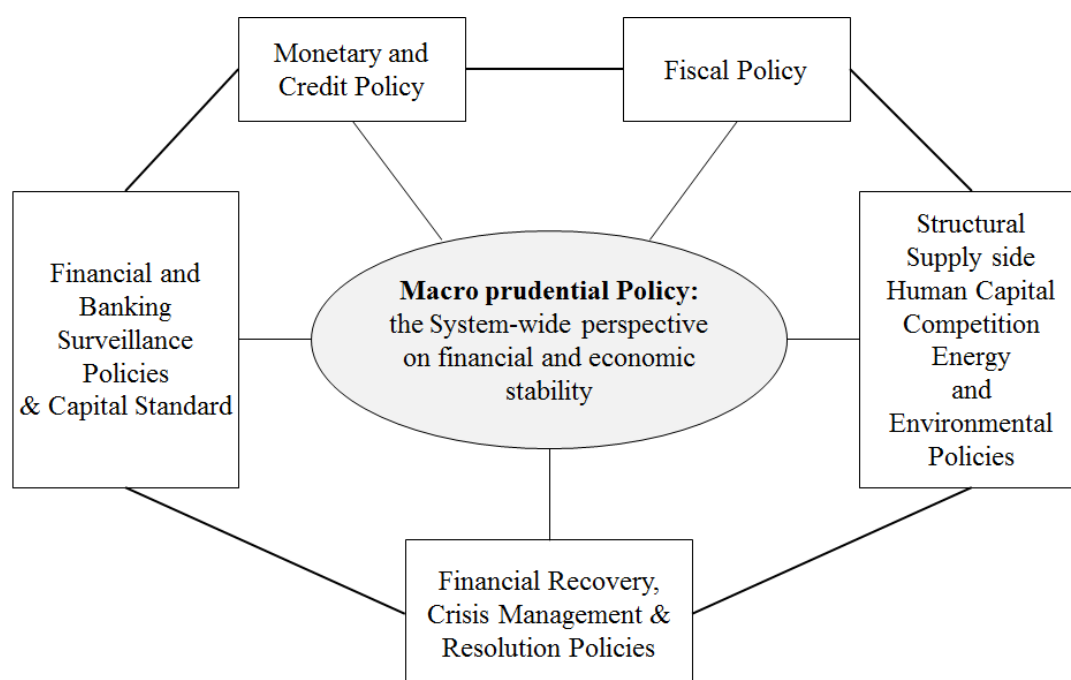 Monetary and
Credit Policy
Fiscal Policy
Financial and
Banking
Surveillance
Policies
& Capital Standard
Macro prudential Policy:
the System-wide perspective
on financial and economic
stability
Structural
Supply side
Human Capital
Competition
Energy
and
Environmental
Policies
Financial Recovery,
Crisis Management &
Resolution Policies